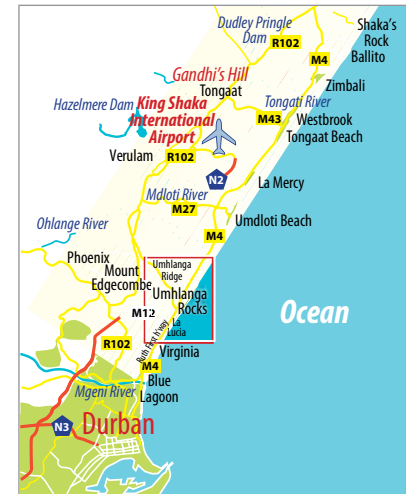 Dudley Pringle
Dam
Shaka's
Rock
Ballito
R102
M4
Gandhi's Hill
Tongaat
Zimbali
Hazelmere Dam
King Shaka
International
Airport
Tongati River
M43
Westbrook
Tongaat Beach
Verulam
R102
N2
La Mercy
Mdloti River
M27
Umdloti Beach
Ohlange River
M4
Phoenix
Mount
Edgecombe
Umhlanga
Ridge
Umhlanga
Rocks
Ocean
M12
La
Lucia
Ruth First h'way
R102
Virginia
M4
Blue
Lagoon
Mgeni River
N3
Durban